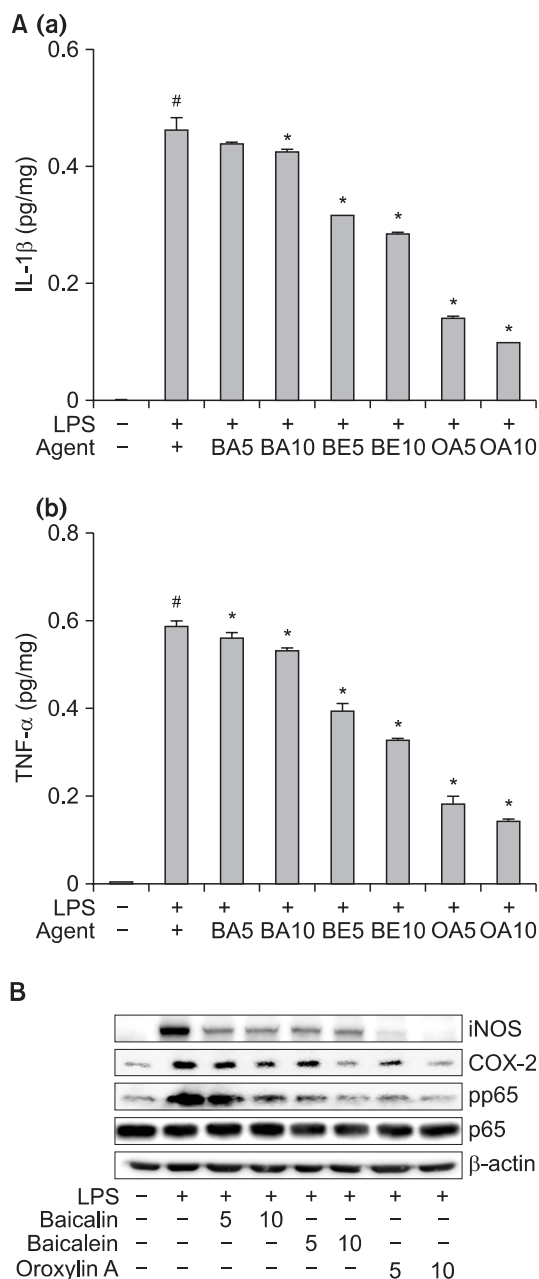 A (a)
0.6
0.4
0.2
0
IL-1β (pg/mg)
#
*
*
*
*
*
LPS – + + + + + + +
Agent – + BA5 BA10 BE5 BE10 OA5 OA10
(b)
0.8
0.6
0.4
0.2
0
TNF-α (pg/mg)
#
*
*
*
*
*
*
LPS – + + + + + + +
Agent – + BA5 BA10 BE5 BE10 OA5 OA10
B
iNOS
COX-2
pp65
p65
β-actin
LPS – + + + + + + +
Baicalin – – 5 10 – – – –
Baicalein – – – – 5 10 – –
Oroxylin A – – – – – – 5 10